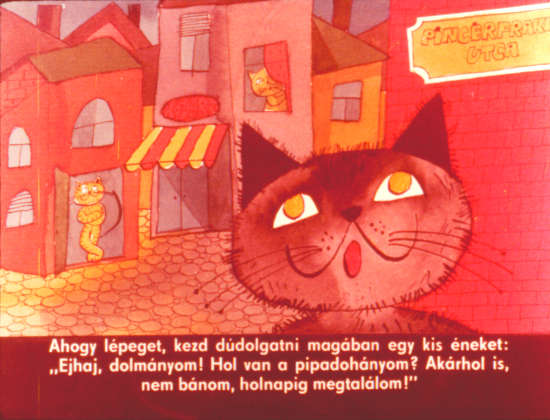 PINCÉRFRAKK
UTCA
Ahogy lépeget, kezd dúdolgatni magában egy kis éneket:
„Ejhaj, dolmányom! Hol van a pipadohányom? Akárhol is,
nem bánom, holnapig megtalálom!"